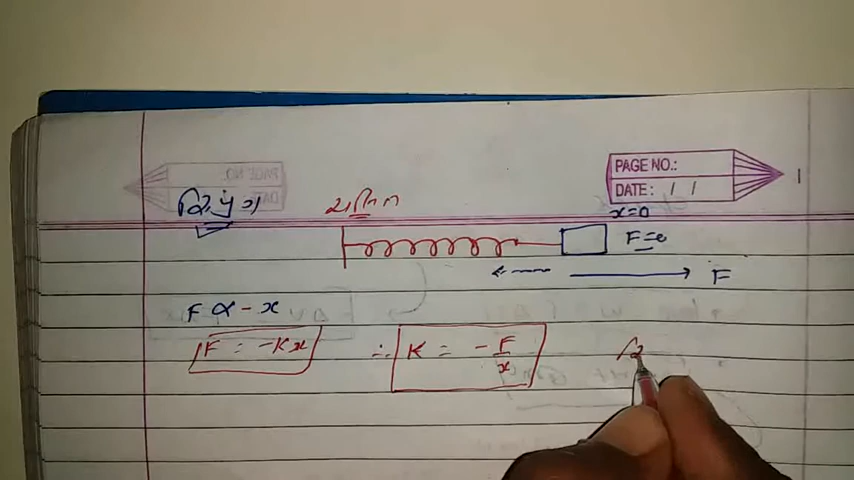 PAGE NO.:
DATE: / /
x=0
F=0
F
F α - x
F = -Kx ∴ K = - F/x